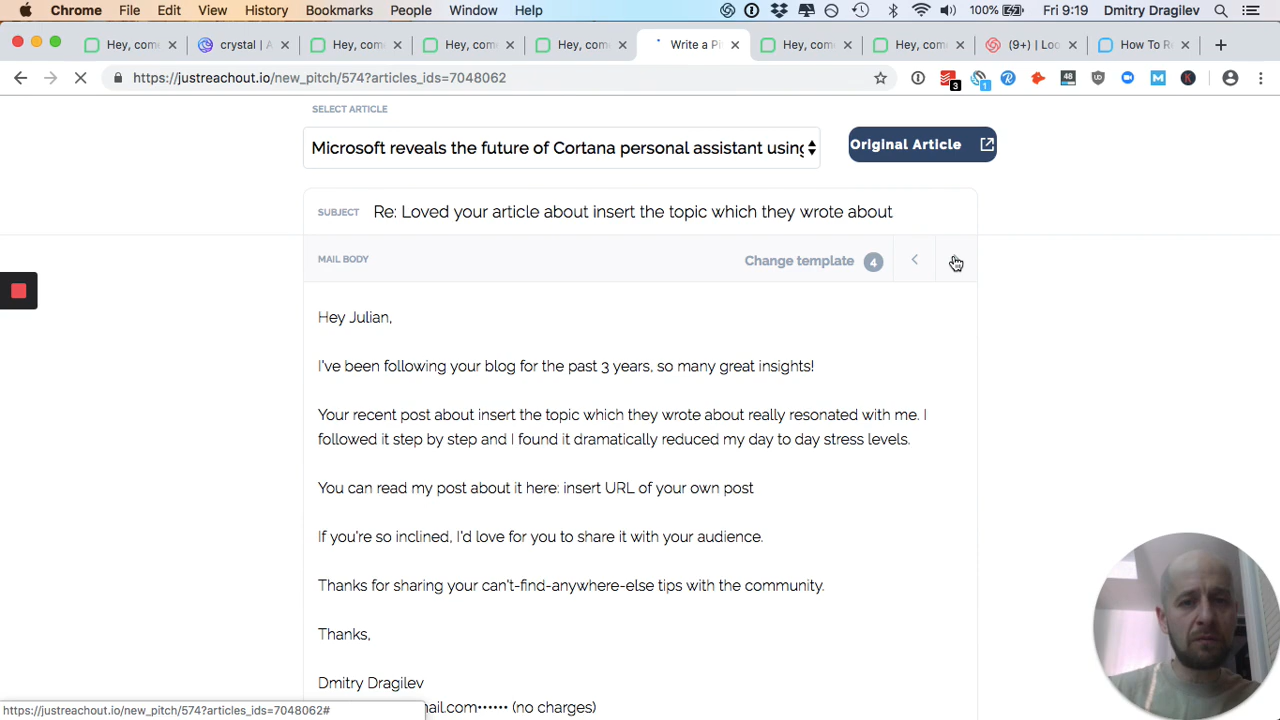 Chrome File Edit View History Bookmarks People Window Help 100% Fri 9:19 Dmitry Dragilev
Hey, com crystal | A Hey, com Hey, com Hey, com Write a Pi Hey, com Hey, com (9+) | Loo How To R
https://justreachout.io/new_pitch/574?articles_ids=7048062
3 1 48
SELECT ARTICLE
Microsoft reveals the future of Cortana personal assistant using
Original Article
SUBJECT Re: Loved your article about insert the topic which they wrote about
MAIL BODY Change template 4
Hey Julian,
I've been following your blog for the past 3 years, so many great insights!
Your recent post about insert the topic which they wrote about really resonated with me. I
followed it step by step and I found it dramatically reduced my day to day stress levels.
You can read my post about it here: insert URL of your own post
If you're so inclined, I'd love for you to share it with your audience.
Thanks for sharing your can't-find-anywhere-else tips with the community.
Thanks,
Dmitry Dragilev
ail.com•••••• (no charges)
https://justreachout.io/new_pitch/574?articles_ids=7048062#